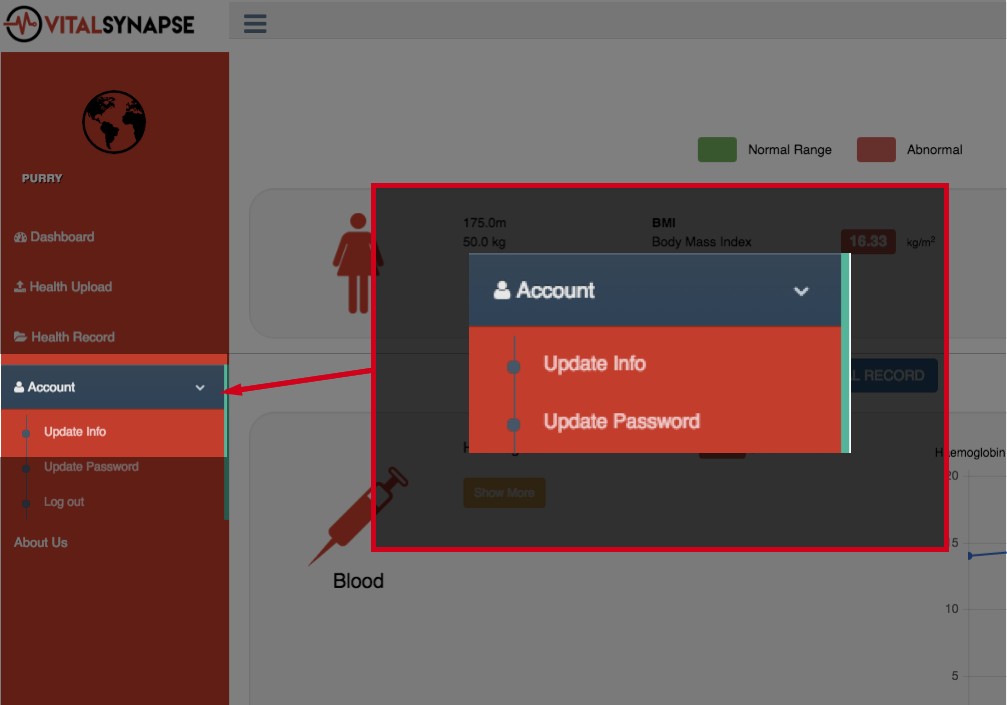 VITALSYNAPSE
Normal Range
Abnormal
PURRY
Dashboard
Health Upload
Health Record
Account
Update Info
Update Password
Log out
About Us
175.0m
50.0 kg
BMI
Body Mass Index
16.33
kg/m²
Account
Update Info
Update Password
L RECORD
Show More
Blood
Haemoglobin
20
15
10
5